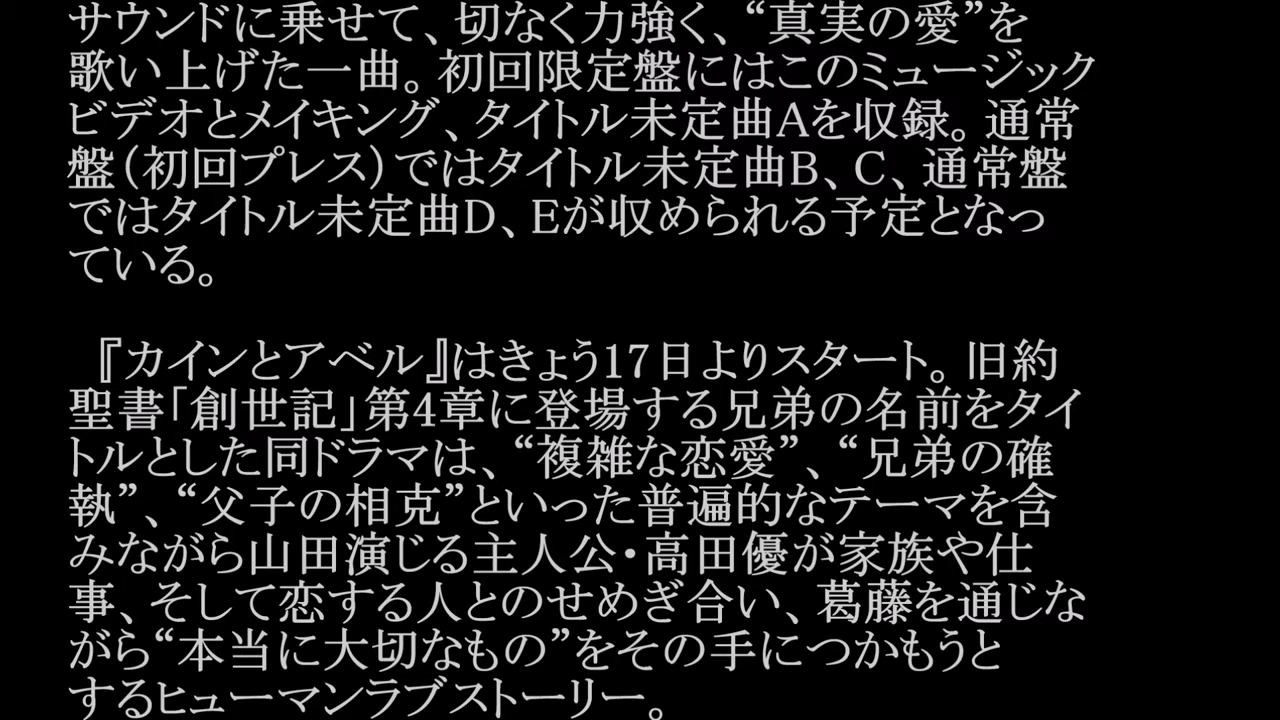 サウンドに乗せて、切なく力強く、“真実の愛”を
歌い上げた一曲。初回限定盤にはこのミュージック
ビデオとメイキング、タイトル未定曲Aを収録。通常
盤（初回プレス）ではタイトル未定曲B、C、通常盤
ではタイトル未定曲D、Eが収められる予定となっ
ている。
『カインとアベル』はきょう17日よりスタート。旧約
聖書「創世記」第4章に登場する兄弟の名前をタイ
トルとした同ドラマは、“複雑な恋愛”、“兄弟の確
執”、“父子の相克”といった普遍的なテーマを含
みながら山田演じる主人公・高田優が家族や仕
事、そして恋する人とのせめぎ合い、葛藤を通じな
がら“本当に大切なもの”をその手につかもうと
するヒューマンラブストーリー。